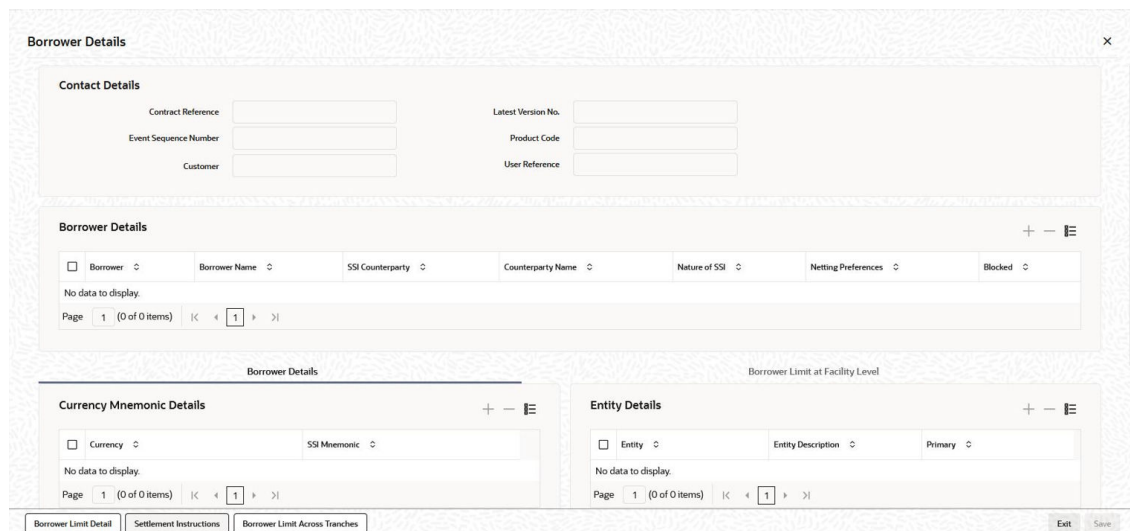 Borrower Details
Contact Details
Contract Reference
Latest Version No.
Event Sequence Number
Product Code
Customer
User Reference
Borrower Details
Borrower
Borrower Name
SSI Counterparty
Counterparty Name
Nature of SSI
Netting Preferences
Blocked
No data to display.
Page 1 (0 of 0 items) 1
Borrower Details
Borrower Limit at Facility Level
Currency Mnemonic Details
Currency
SSI Mnemonic
No data to display.
Page 1 (0 of 0 items) 1
Entity Details
Entity
Entity Description
Primary
No data to display.
Page 1 (0 of 0 items) 1
Borrower Limit Detail
Settlement Instructions
Borrower Limit Across Tranches
Exit
Save